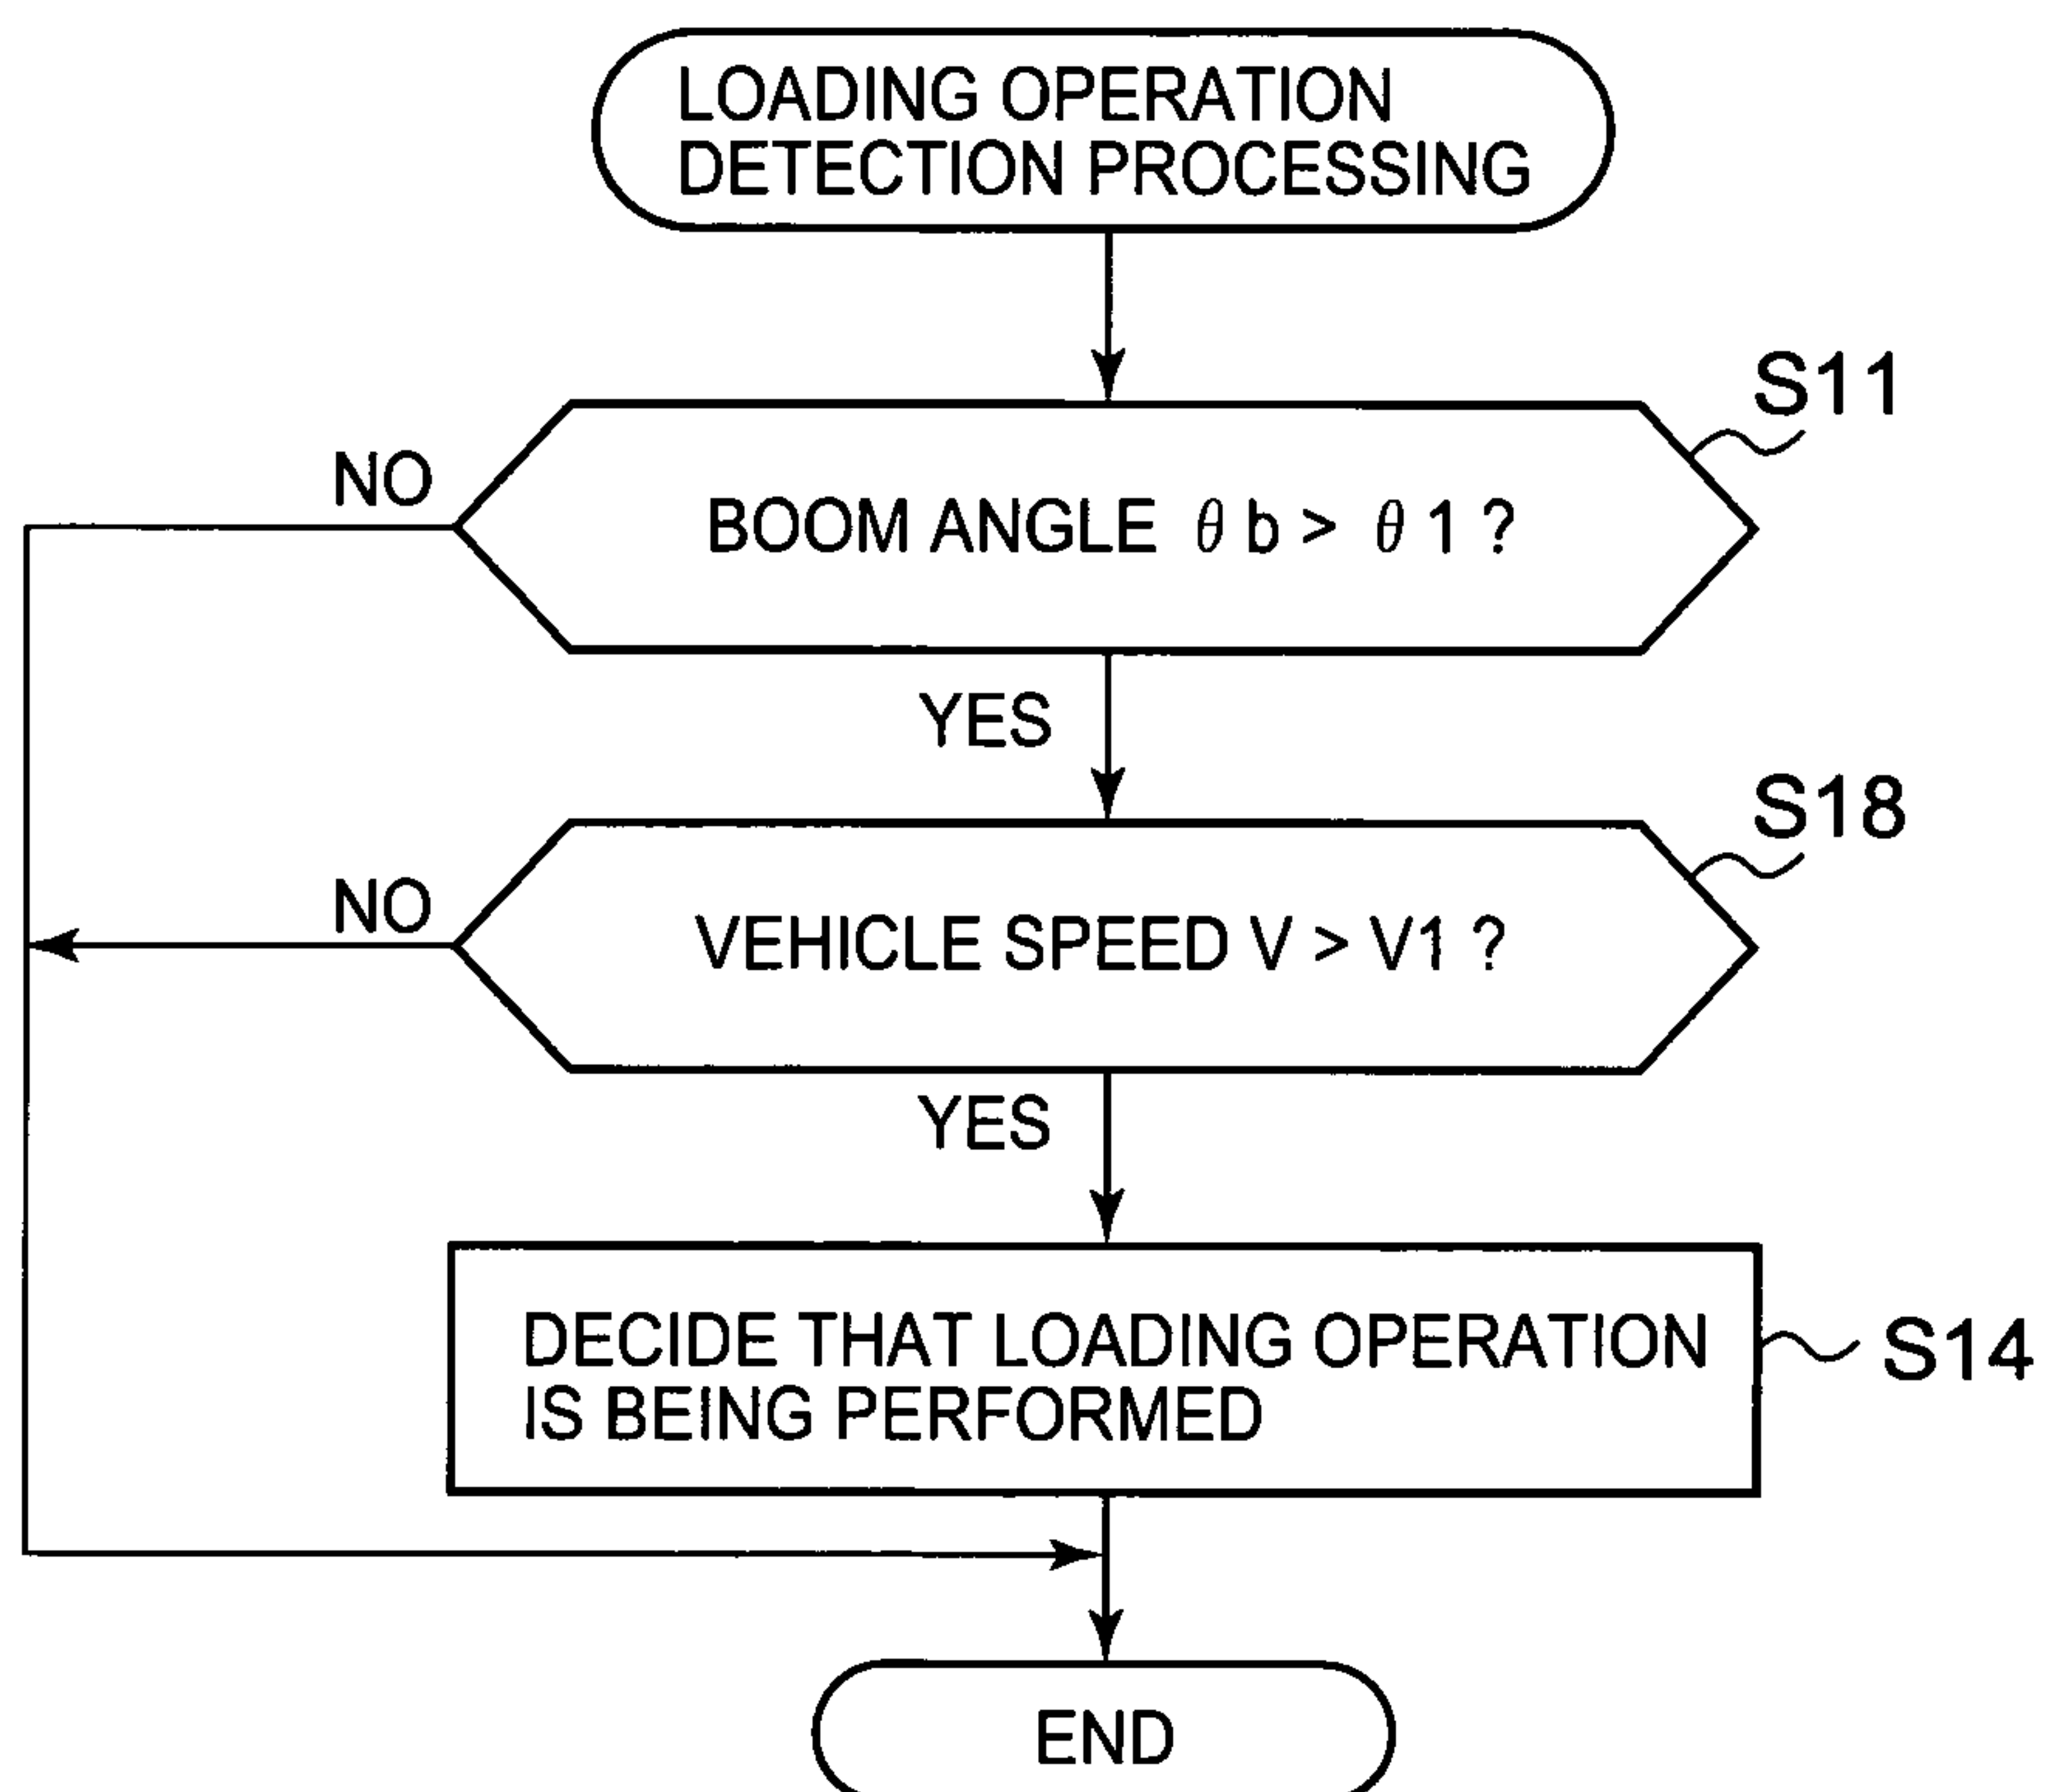 LOADING OPERATION
DETECTION PROCESSING
S11
NO
BOOM ANGLE θ b > θ 1 ?
YES
S18
NO
VEHICLE SPEED V > V1 ?
YES
DECIDE THAT LOADING OPERATION
IS BEING PERFORMED
S14
END